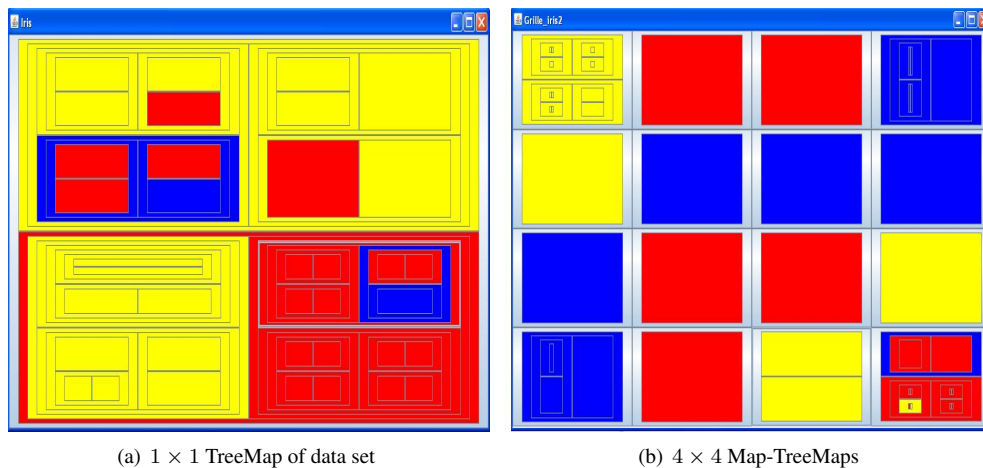 Iris
Grille_iris2
(a) 1 × 1 TreeMap of data set
(b) 4 × 4 Map-TreeMaps